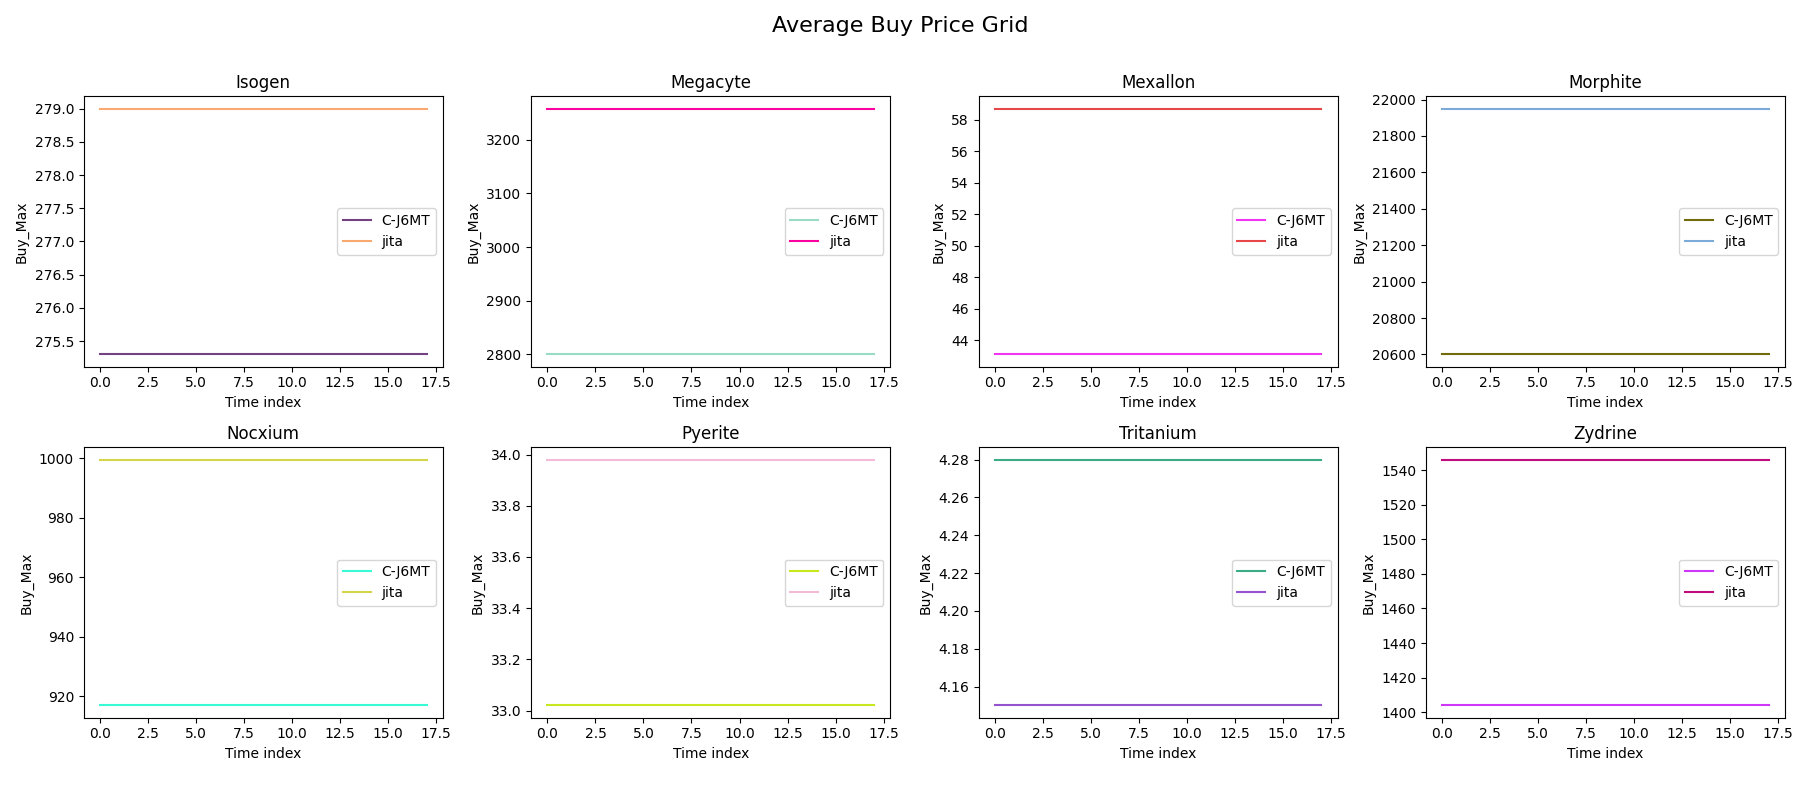 Average Buy Price Grid
Isogen
279.0
278.5
278.0
277.5
277.0
276.5
276.0
275.5
Buy_Max
C-J6MT
jita
0.0 2.5 5.0 7.5 10.0 12.5 15.0 17.5
Time index
Megacyte
3200
3100
3000
2900
2800
Buy_Max
C-J6MT
jita
0.0 2.5 5.0 7.5 10.0 12.5 15.0 17.5
Time index
Mexallon
58
56
54
52
50
48
46
44
Buy_Max
C-J6MT
jita
0.0 2.5 5.0 7.5 10.0 12.5 15.0 17.5
Time index
Morphite
22000
21800
21600
21400
21200
21000
20800
20600
Buy_Max
C-J6MT
jita
0.0 2.5 5.0 7.5 10.0 12.5 15.0 17.5
Time index
Nocxium
1000
980
960
940
920
Buy_Max
C-J6MT
jita
0.0 2.5 5.0 7.5 10.0 12.5 15.0 17.5
Time index
Pyerite
34.0
33.8
33.6
33.4
33.2
33.0
Buy_Max
C-J6MT
jita
0.0 2.5 5.0 7.5 10.0 12.5 15.0 17.5
Time index
Tritanium
4.28
4.26
4.24
4.22
4.20
4.18
4.16
Buy_Max
C-J6MT
jita
0.0 2.5 5.0 7.5 10.0 12.5 15.0 17.5
Time index
Zydrine
1540
1520
1500
1480
1460
1440
1420
1400
Buy_Max
C-J6MT
jita
0.0 2.5 5.0 7.5 10.0 12.5 15.0 17.5
Time index